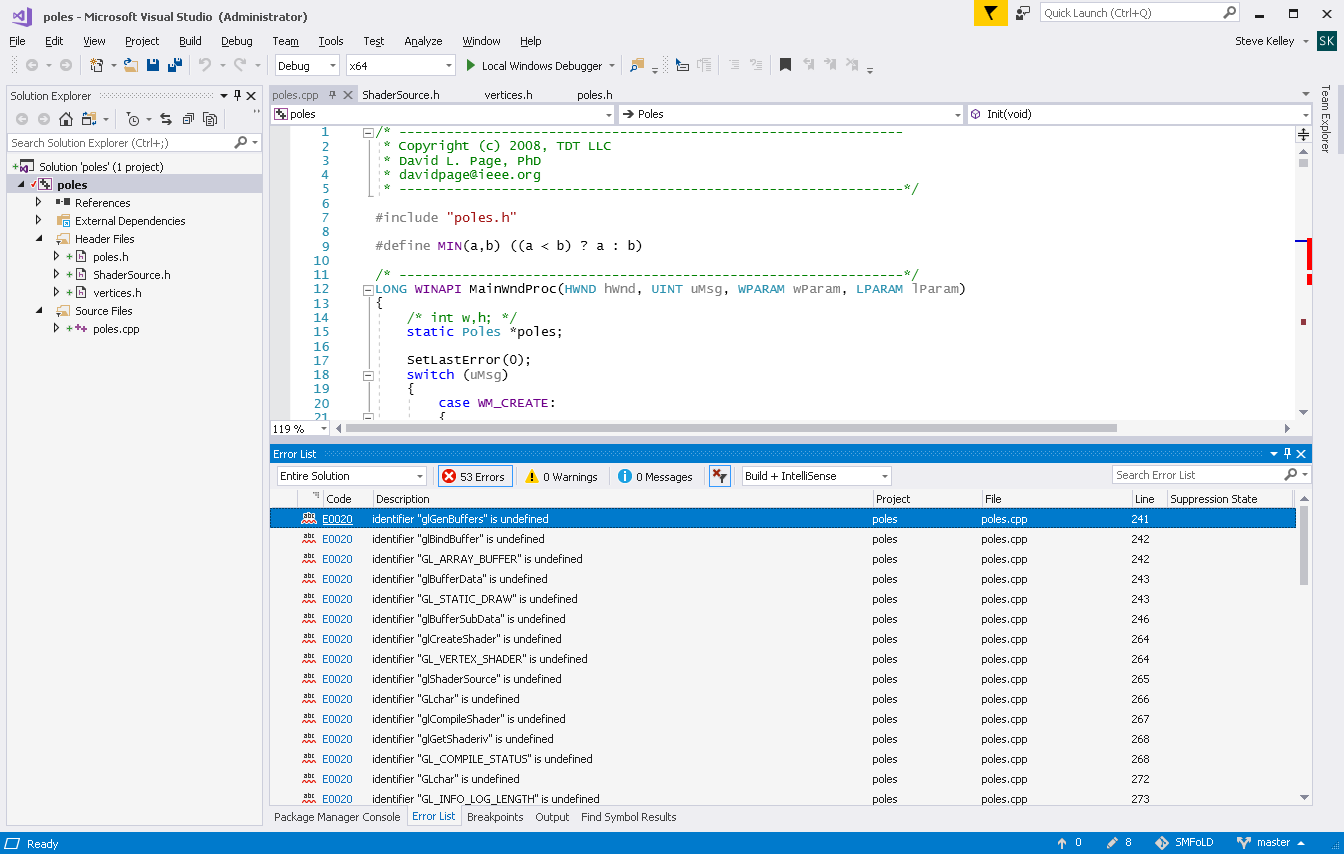 poles - Microsoft Visual Studio (Administrator)
Quick Launch (Ctrl+Q)
File Edit View Project Build Debug Team Tools Test Analyze Window Help
Steve Kelley SK
Debug x64 Local Windows Debugger
Solution Explorer
Search Solution Explorer (Ctrl+;)
Solution 'poles' (1 project)
poles
References
External Dependencies
Header Files
poles.h
ShaderSource.h
vertices.h
Source Files
poles.cpp
poles.cpp ShaderSource.h vertices.h poles.h
poles Poles Init(void)
Team Explorer
1 /* ----------------------------------------------------------------
2 * Copyright (c) 2008, TDT LLC
3 * David L. Page, PhD
4 * davidpage@ieee.org
5 * ----------------------------------------------------------------*/
6
7 #include "poles.h"
8
9 #define MIN(a,b) ((a < b) ? a : b)
10
11 /* ----------------------------------------------------------------*/
12 LONG WINAPI MainWndProc(HWND hWnd, UINT uMsg, WPARAM wParam, LPARAM lParam)
13 {
14 /* int w,h; */
15 static Poles *poles;
16
17 SetLastError(0);
18 switch (uMsg)
19 {
20 case WM_CREATE:
21 {
119 %
Error List
Entire Solution 53 Errors 0 Warnings 0 Messages Build + IntelliSense Search Error List
Code Description Project File Line Suppression State
abc E0020 identifier "glGenBuffers" is undefined poles poles.cpp 241
abc E0020 identifier "glBindBuffer" is undefined poles poles.cpp 242
abc E0020 identifier "GL_ARRAY_BUFFER" is undefined poles poles.cpp 242
abc E0020 identifier "glBufferData" is undefined poles poles.cpp 243
abc E0020 identifier "GL_STATIC_DRAW" is undefined poles poles.cpp 243
abc E0020 identifier "glBufferSubData" is undefined poles poles.cpp 246
abc E0020 identifier "glCreateShader" is undefined poles poles.cpp 264
abc E0020 identifier "GL_VERTEX_SHADER" is undefined poles poles.cpp 264
abc E0020 identifier "glShaderSource" is undefined poles poles.cpp 265
abc E0020 identifier "GLchar" is undefined poles poles.cpp 266
abc E0020 identifier "glCompileShader" is undefined poles poles.cpp 267
abc E0020 identifier "glGetShaderiv" is undefined poles poles.cpp 268
abc E0020 identifier "GL_COMPILE_STATUS" is undefined poles poles.cpp 268
abc E0020 identifier "GLchar" is undefined poles poles.cpp 272
abc E0020 identifier "GL_INFO_LOG_LENGTH" is undefined poles poles.cpp 273
Package Manager Console Error List Breakpoints Output Find Symbol Results
Ready 0 8 SMFoLD master